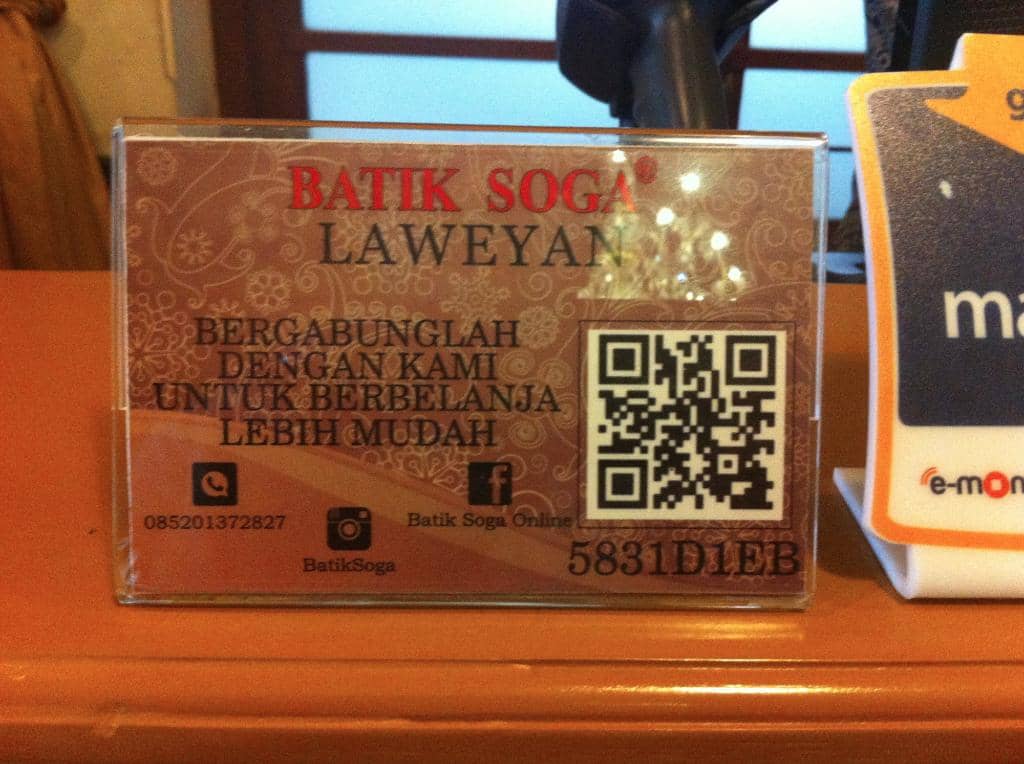 BATIK SOGA®
LAWEYAN
BERGABUNGLAH
DENGAN KAMI
UNTUK BERBELANJA
LEBIH MUDAH
085201372827
BatikSoga
Batik Soga Online
5831D1EB
ma
e-mon